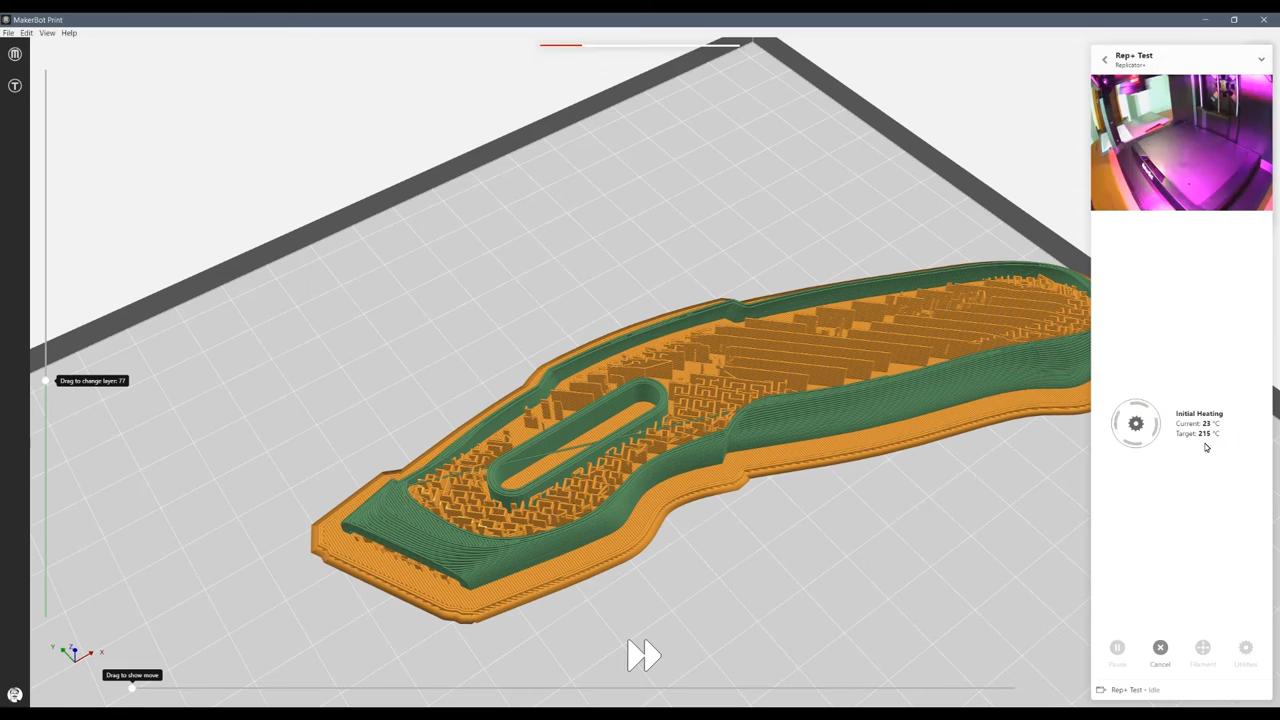 MakerBot Print
File Edit View Help
Rep+ Test
Replicator+
Drag to change layer: 77
Initial Heating
Current: 23 °C
Target: 215 °C
Y Z X
Drag to show move
Pause Cancel Filament Utilities
Rep+ Test • Idle